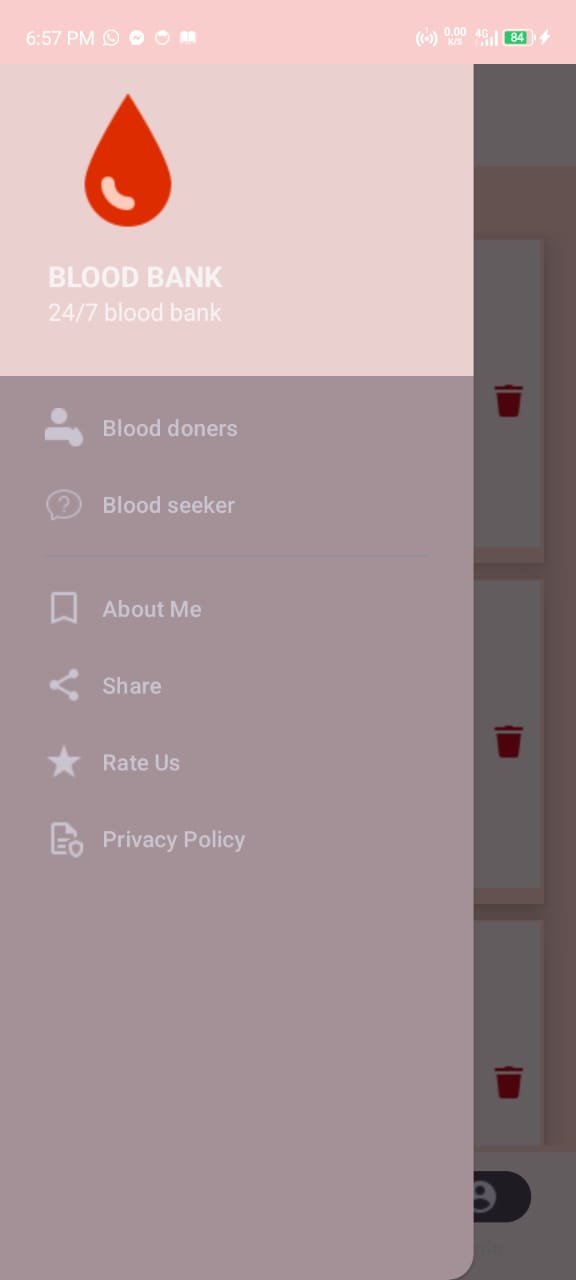 6:57 PM
0.00
K/S
4G
84
BLOOD BANK
24/7 blood bank
Blood doners
Blood seeker
About Me
Share
Rate Us
Privacy Policy